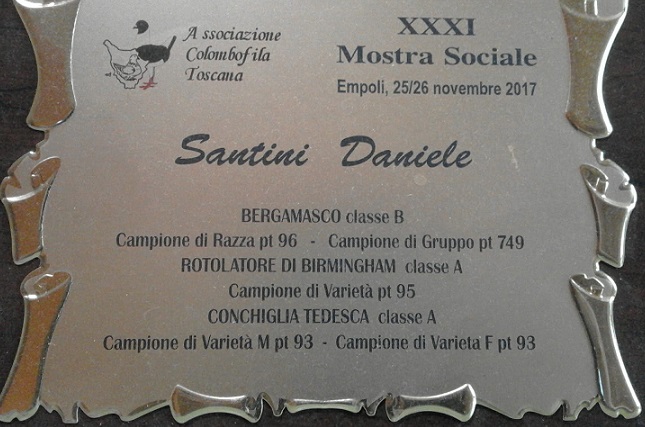 Associazione
Colombofila
Toscana
XXXI
Mostra Sociale
Empoli, 25/26 novembre 2017
Santini Daniele
BERGAMASCO classe B
Campione di Razza pt 96 - Campione di Gruppo pt 749
ROTOLATORE DI BIRMINGHAM classe A
Campione di Varietà pt 95
CONCHIGLIA TEDESCA classe A
Campione di Varietà M pt 93 - Campione di Varieta F pt 93